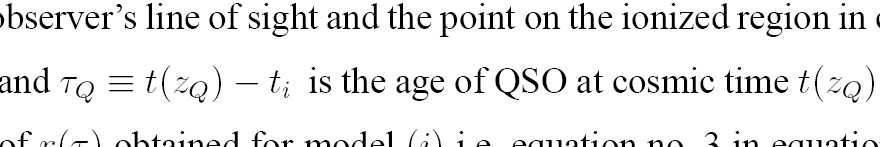 observer's line of sight and the point on the ionized region in
and τ_Q ≡ t(z_Q) − t_i is the age of QSO at cosmic time t(z_Q)
of r(τ) obtained for model (i) i.e. equation no. 3 in equation